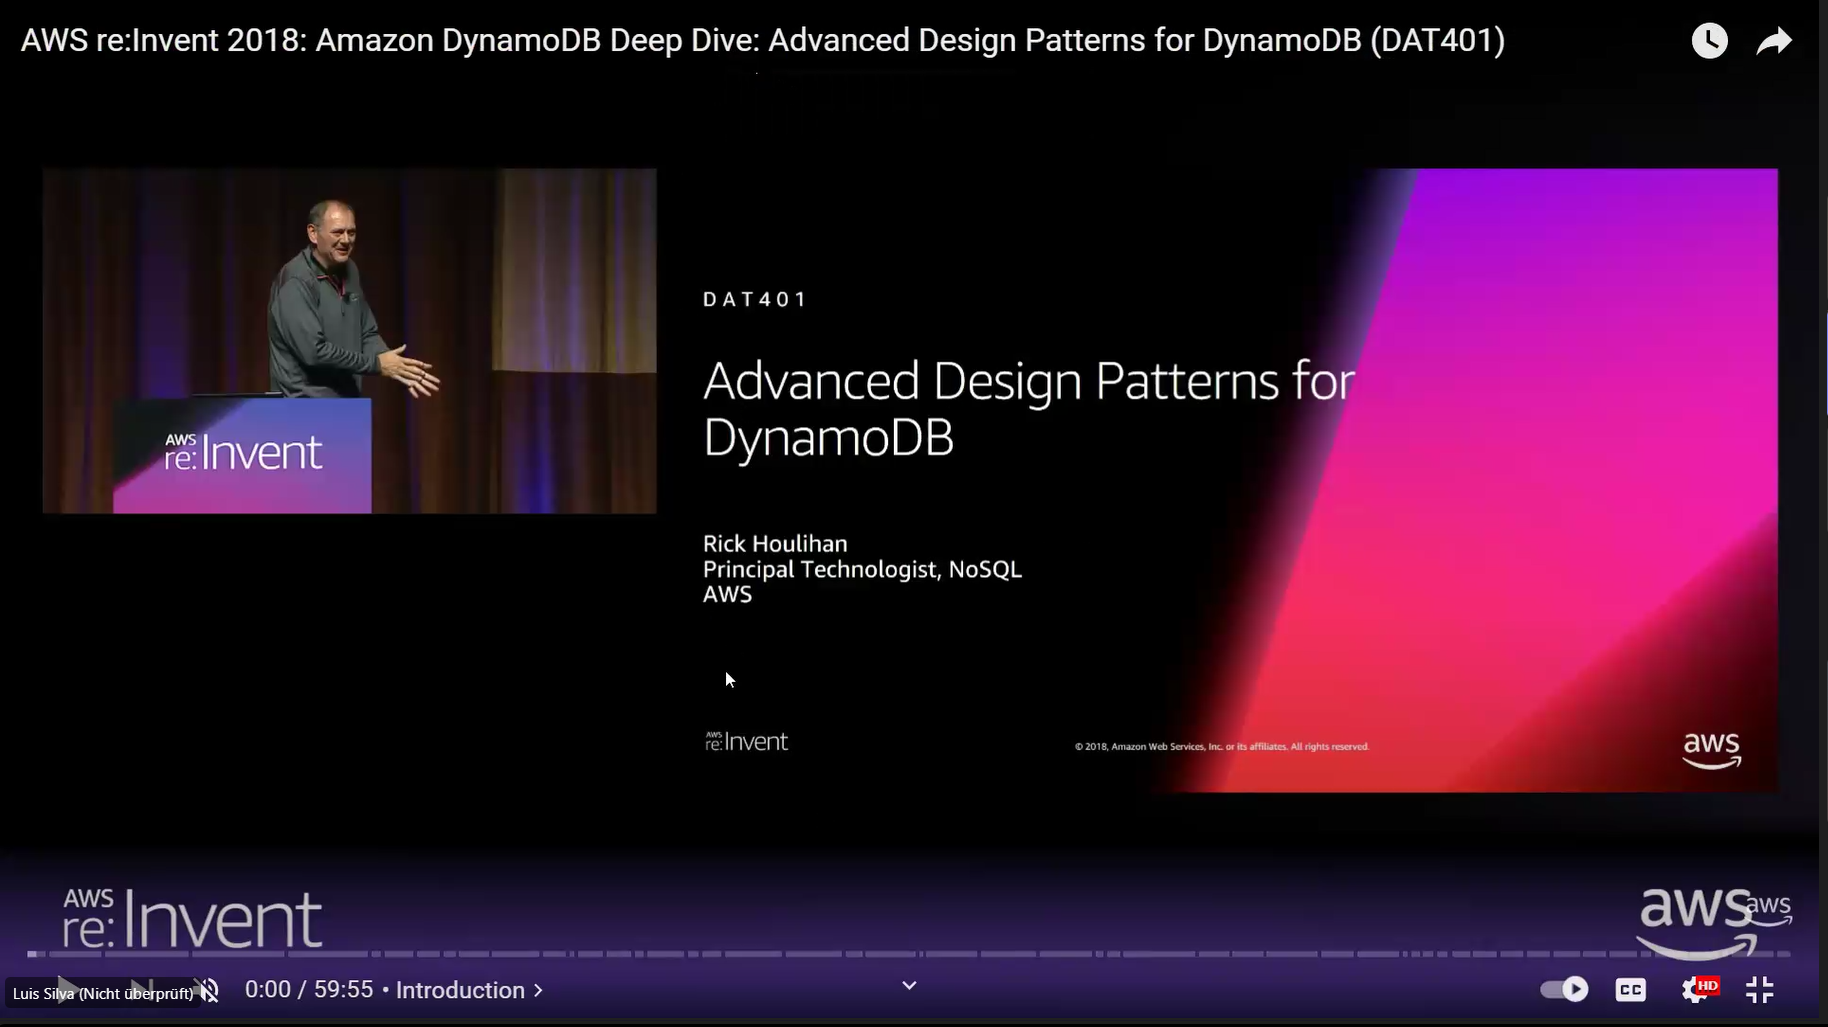 AWS re:Invent 2018: Amazon DynamoDB Deep Dive: Advanced Design Patterns for DynamoDB (DAT401)
AWS
re:Invent
DAT401
Advanced Design Patterns for
DynamoDB
Rick Houlihan
Principal Technologist, NoSQL
AWS
AWS
re:Invent
© 2018, Amazon Web Services, Inc. or its affiliates. All rights reserved.
aws
AWS
re:Invent
aws
aws
Luis Silva (Nicht überprüft)
0:00 / 59:55 • Introduction
CC
HD